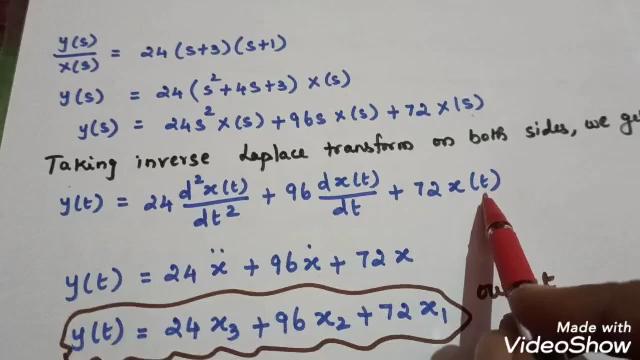 y(s)/x(s) = 24 (s+3) (s+1)
y(s) = 24 (s² + 4s + 3) x(s)
y(s) = 24s² x(s) + 96s x(s) + 72 x(s)
Taking inverse Laplace transform on both sides, we ge
y(t) = 24 d²x(t)/dt² + 96 dx(t)/dt + 72 x(t)
y(t) = 24 ẍ + 96 ẋ + 72 x
y(t) = 24 x₃ + 96 x₂ + 72 x₁
Made with
VideoShow